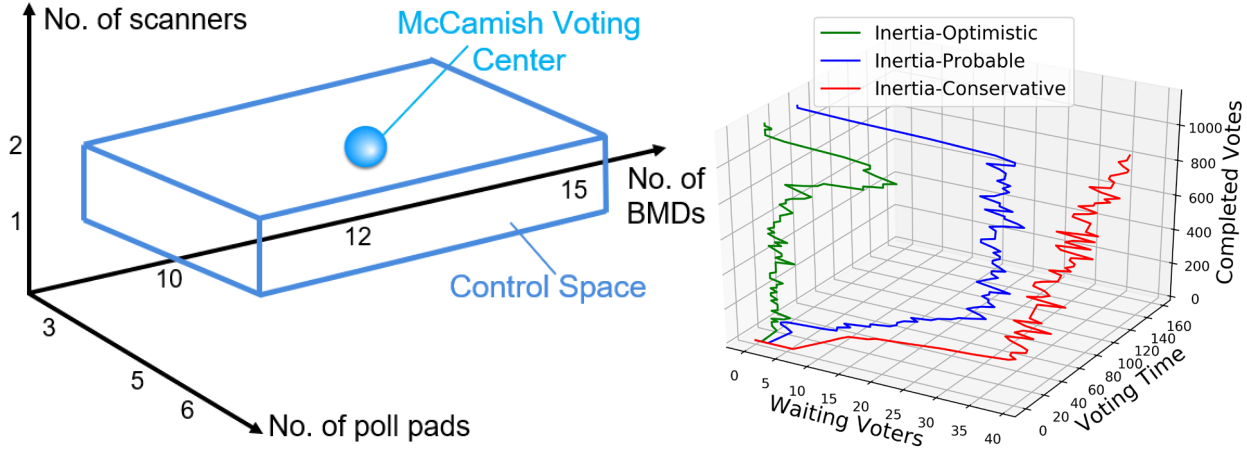 No. of scanners
McCamish Voting
Center
2
1
15
No. of
BMDs
12
10
Control Space
3
5
6
No. of poll pads
Inertia-Optimistic
Inertia-Probable
Inertia-Conservative
1000
800
600
400
200
0
Completed Votes
0
5
10
15
20
25
30
35
40
Waiting Voters
0
20
40
60
80
100
120
140
160
Voting Time